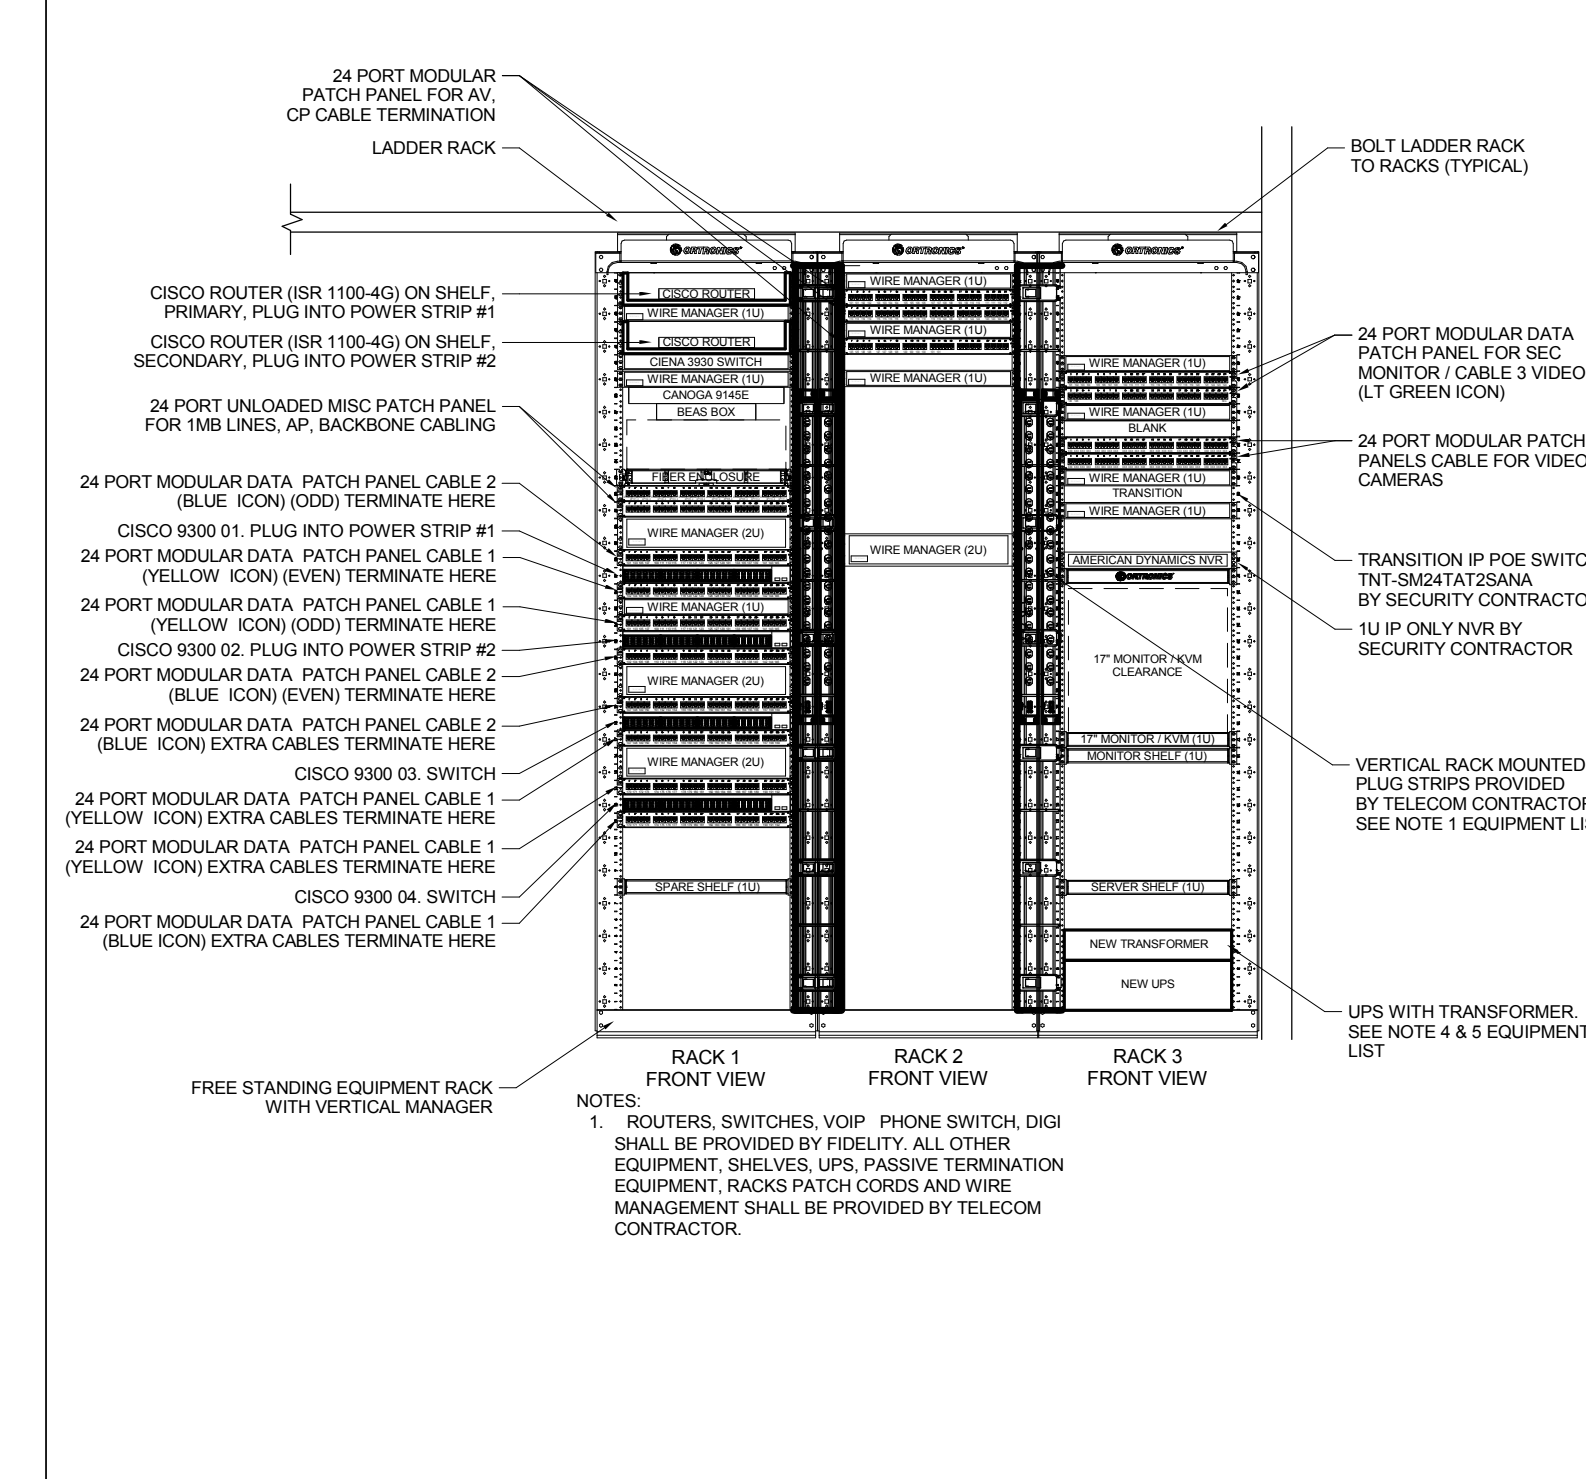 24 PORT MODULAR
PATCH PANEL FOR AV,
CP CABLE TERMINATION
LADDER RACK
CISCO ROUTER (ISR 1100-4G) ON SHELF,
PRIMARY, PLUG INTO POWER STRIP #1
CISCO ROUTER (ISR 1100-4G) ON SHELF,
SECONDARY, PLUG INTO POWER STRIP #2
24 PORT UNLOADED MISC PATCH PANEL
FOR 1MB LINES, AP, BACKBONE CABLING
24 PORT MODULAR DATA PATCH PANEL CABLE 2
(BLUE ICON) (ODD) TERMINATE HERE
CISCO 9300 01. PLUG INTO POWER STRIP #1
24 PORT MODULAR DATA PATCH PANEL CABLE 1
(YELLOW ICON) (EVEN) TERMINATE HERE
24 PORT MODULAR DATA PATCH PANEL CABLE 1
(YELLOW ICON) (ODD) TERMINATE HERE
CISCO 9300 02. PLUG INTO POWER STRIP #2
24 PORT MODULAR DATA PATCH PANEL CABLE 2
(BLUE ICON) (EVEN) TERMINATE HERE
24 PORT MODULAR DATA PATCH PANEL CABLE 2
(BLUE ICON) EXTRA CABLES TERMINATE HERE
CISCO 9300 03. SWITCH
24 PORT MODULAR DATA PATCH PANEL CABLE 1
(YELLOW ICON) EXTRA CABLES TERMINATE HERE
24 PORT MODULAR DATA PATCH PANEL CABLE 1
(YELLOW ICON) EXTRA CABLES TERMINATE HERE
CISCO 9300 04. SWITCH
24 PORT MODULAR DATA PATCH PANEL CABLE 1
(BLUE ICON) EXTRA CABLES TERMINATE HERE
FREE STANDING EQUIPMENT RACK
WITH VERTICAL MANAGER
ORTRONICS
CISCO ROUTER
WIRE MANAGER (1U)
CISCO ROUTER
CIENA 3930 SWITCH
WIRE MANAGER (1U)
CANOGA 9145E
BEAS BOX
FIBER ENCLOSURE
WIRE MANAGER (2U)
WIRE MANAGER (1U)
WIRE MANAGER (2U)
WIRE MANAGER (2U)
SPARE SHELF (1U)
RACK 1
FRONT VIEW
ORTRONICS
WIRE MANAGER (1U)
WIRE MANAGER (1U)
WIRE MANAGER (1U)
WIRE MANAGER (2U)
RACK 2
FRONT VIEW
ORTRONICS
WIRE MANAGER (1U)
WIRE MANAGER (1U)
BLANK
WIRE MANAGER (1U)
TRANSITION
WIRE MANAGER (1U)
AMERICAN DYNAMICS NVR
ORTRONICS
17" MONITOR / KVM
CLEARANCE
17" MONITOR / KVM (1U)
MONITOR SHELF (1U)
SERVER SHELF (1U)
NEW TRANSFORMER
NEW UPS
RACK 3
FRONT VIEW
BOLT LADDER RACK
TO RACKS (TYPICAL)
24 PORT MODULAR DATA
PATCH PANEL FOR SEC
MONITOR / CABLE 3 VIDEO
(LT GREEN ICON)
24 PORT MODULAR PATCH
PANELS CABLE FOR VIDEO
CAMERAS
TRANSITION IP POE SWITC
TNT-SM24TAT2SANA
BY SECURITY CONTRACTO
1U IP ONLY NVR BY
SECURITY CONTRACTOR
VERTICAL RACK MOUNTED
PLUG STRIPS PROVIDED
BY TELECOM CONTRACTOR
SEE NOTE 1 EQUIPMENT LI
UPS WITH TRANSFORMER.
SEE NOTE 4 & 5 EQUIPMENT
LIST
NOTES:
1. ROUTERS, SWITCHES, VOIP PHONE SWITCH, DIGI
SHALL BE PROVIDED BY FIDELITY. ALL OTHER
EQUIPMENT, SHELVES, UPS, PASSIVE TERMINATION
EQUIPMENT, RACKS PATCH CORDS AND WIRE
MANAGEMENT SHALL BE PROVIDED BY TELECOM
CONTRACTOR.